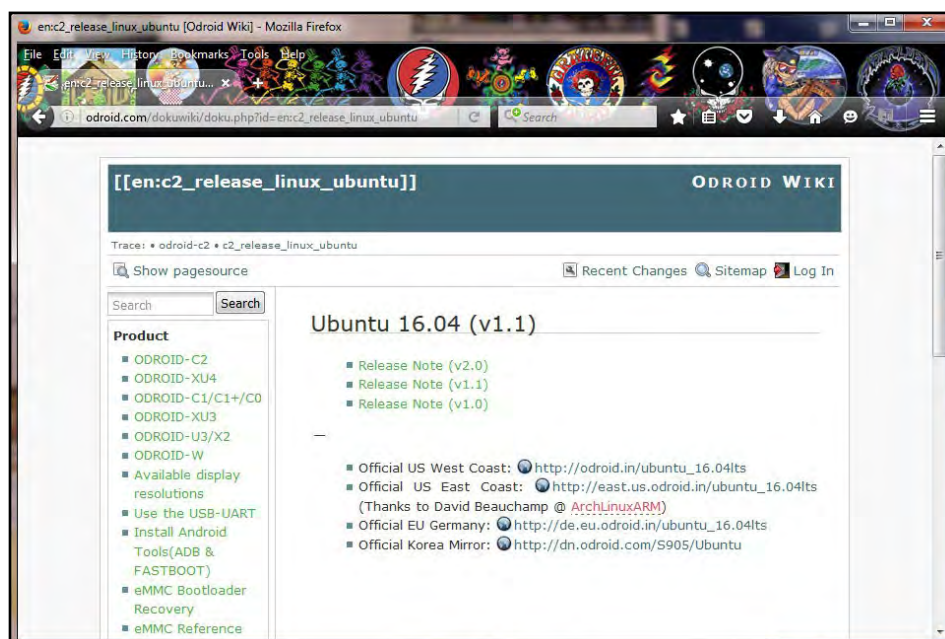 en:c2_release_linux_ubuntu [Odroid Wiki] - Mozilla Firefox
File Edit View History Bookmarks Tools Help
en:c2_release_linux_ubuntu...
odroid.com/dokuwiki/doku.php?id=en:c2_release_linux_ubuntu
Search
[[en:c2_release_linux_ubuntu]]
ODROID WIKI
Trace: • odroid-c2 • c2_release_linux_ubuntu
Show pagesource
Recent Changes Sitemap Log In
Search Search
Product
ODROID-C2
ODROID-XU4
ODROID-C1/C1+/C0
ODROID-XU3
ODROID-U3/X2
ODROID-W
Available display
resolutions
Use the USB-UART
Install Android
Tools(ADB &
FASTBOOT)
eMMC Bootloader
Recovery
eMMC Reference
Ubuntu 16.04 (v1.1)
Release Note (v2.0)
Release Note (v1.1)
Release Note (v1.0)
—
Official US West Coast: http://odroid.in/ubuntu_16.04lts
Official US East Coast: http://east.us.odroid.in/ubuntu_16.04lts
(Thanks to David Beauchamp @ ArchLinuxARM)
Official EU Germany: http://de.eu.odroid.in/ubuntu_16.04lts
Official Korea Mirror: http://dn.odroid.com/S905/Ubuntu